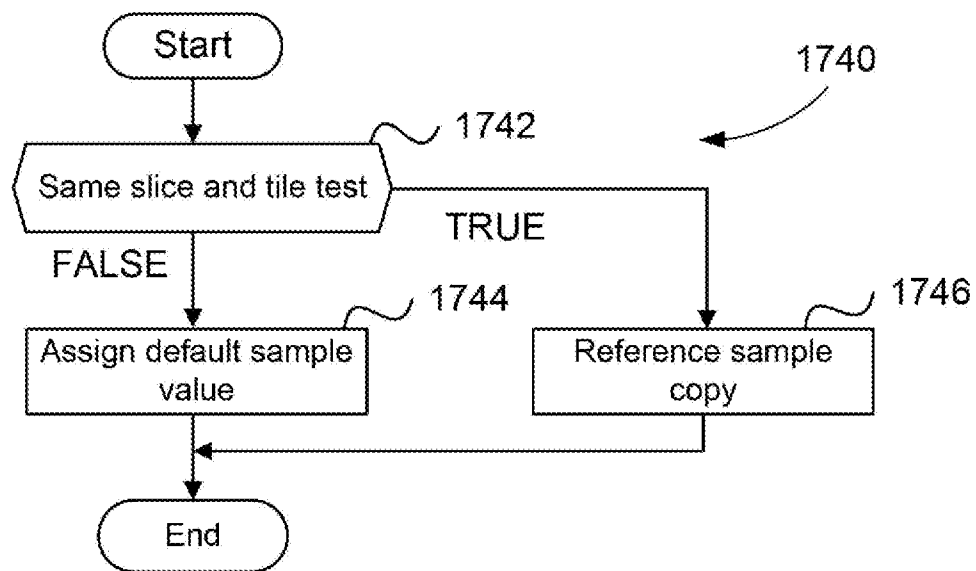 Start
1740
1742
Same slice and tile test
TRUE
FALSE
1744
1746
Assign default sample
value
Reference sample
copy
End